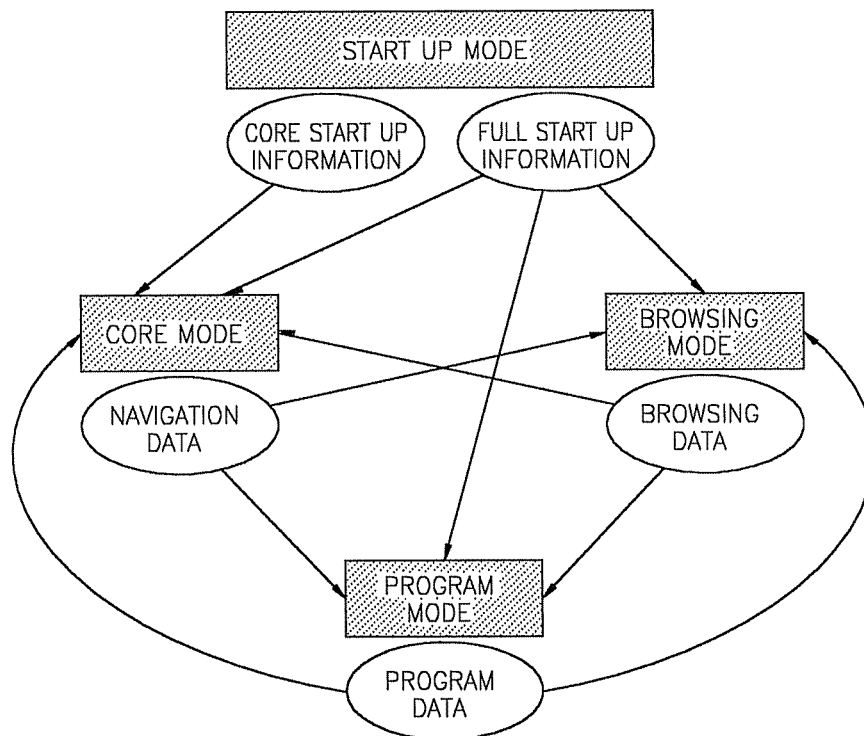 START UP MODE
CORE START UP
INFORMATION
FULL START UP
INFORMATION
CORE MODE
BROWSING
MODE
NAVIGATION
DATA
BROWSING
DATA
PROGRAM
MODE
PROGRAM
DATA